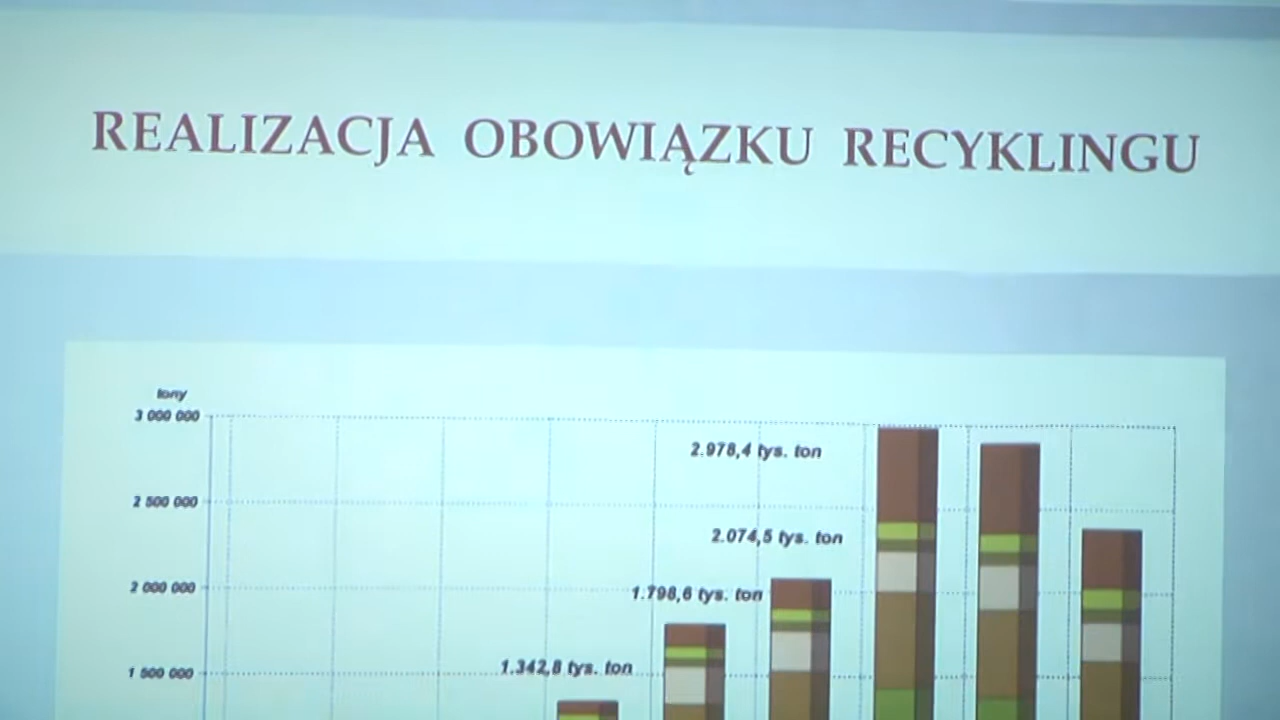 REALIZACJA OBOWIĄZKU RECYKLINGU
tony
3 000 000
2.978,4 tys. ton
2 500 000
2.074,5 tys. ton
2 000 000
1.798,6 tys. ton
1 500 000
1.342,8 tys. ton